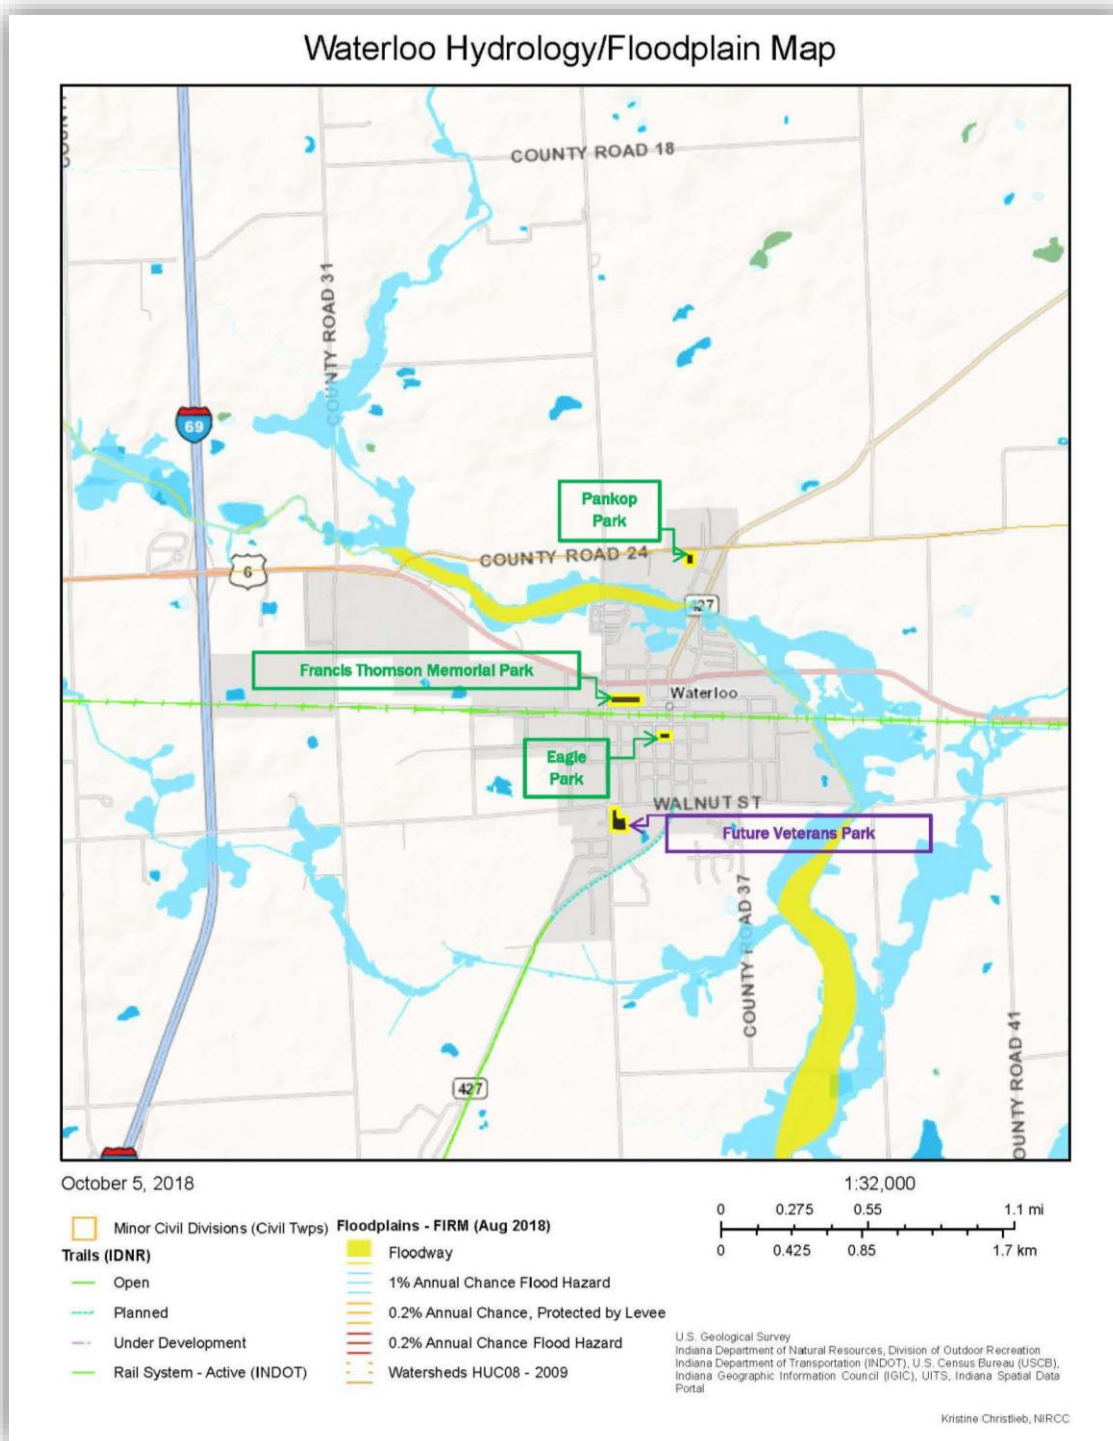 Waterloo Hydrology/Floodplain Map
COUNTY ROAD 18
COUNTY ROAD 31
69
Pankop
Park
COUNTY ROAD 24
6
427
Francis Thomson Memorial Park
Waterloo
Eagle
Park
WALNUT ST
Future Veterans Park
COUNTY ROAD 37
COUNTY ROAD 41
427
October 5, 2018
1:32,000
0 0.275 0.55 1.1 mi
0 0.425 0.85 1.7 km
Minor Civil Divisions (Civil Twps)
Trails (IDNR)
Open
Planned
Under Development
Rail System - Active (INDOT)
Floodplains - FIRM (Aug 2018)
Floodway
1% Annual Chance Flood Hazard
0.2% Annual Chance, Protected by Levee
0.2% Annual Chance Flood Hazard
Watersheds HUC08 - 2009
U.S. Geological Survey
Indiana Department of Natural Resources, Division of Outdoor Recreation
Indiana Department of Transportation (INDOT), U.S. Census Bureau (USCB),
Indiana Geographic Information Council (IGIC), UITS, Indiana Spatial Data
Portal
Kristine Christlieb, NIRCC